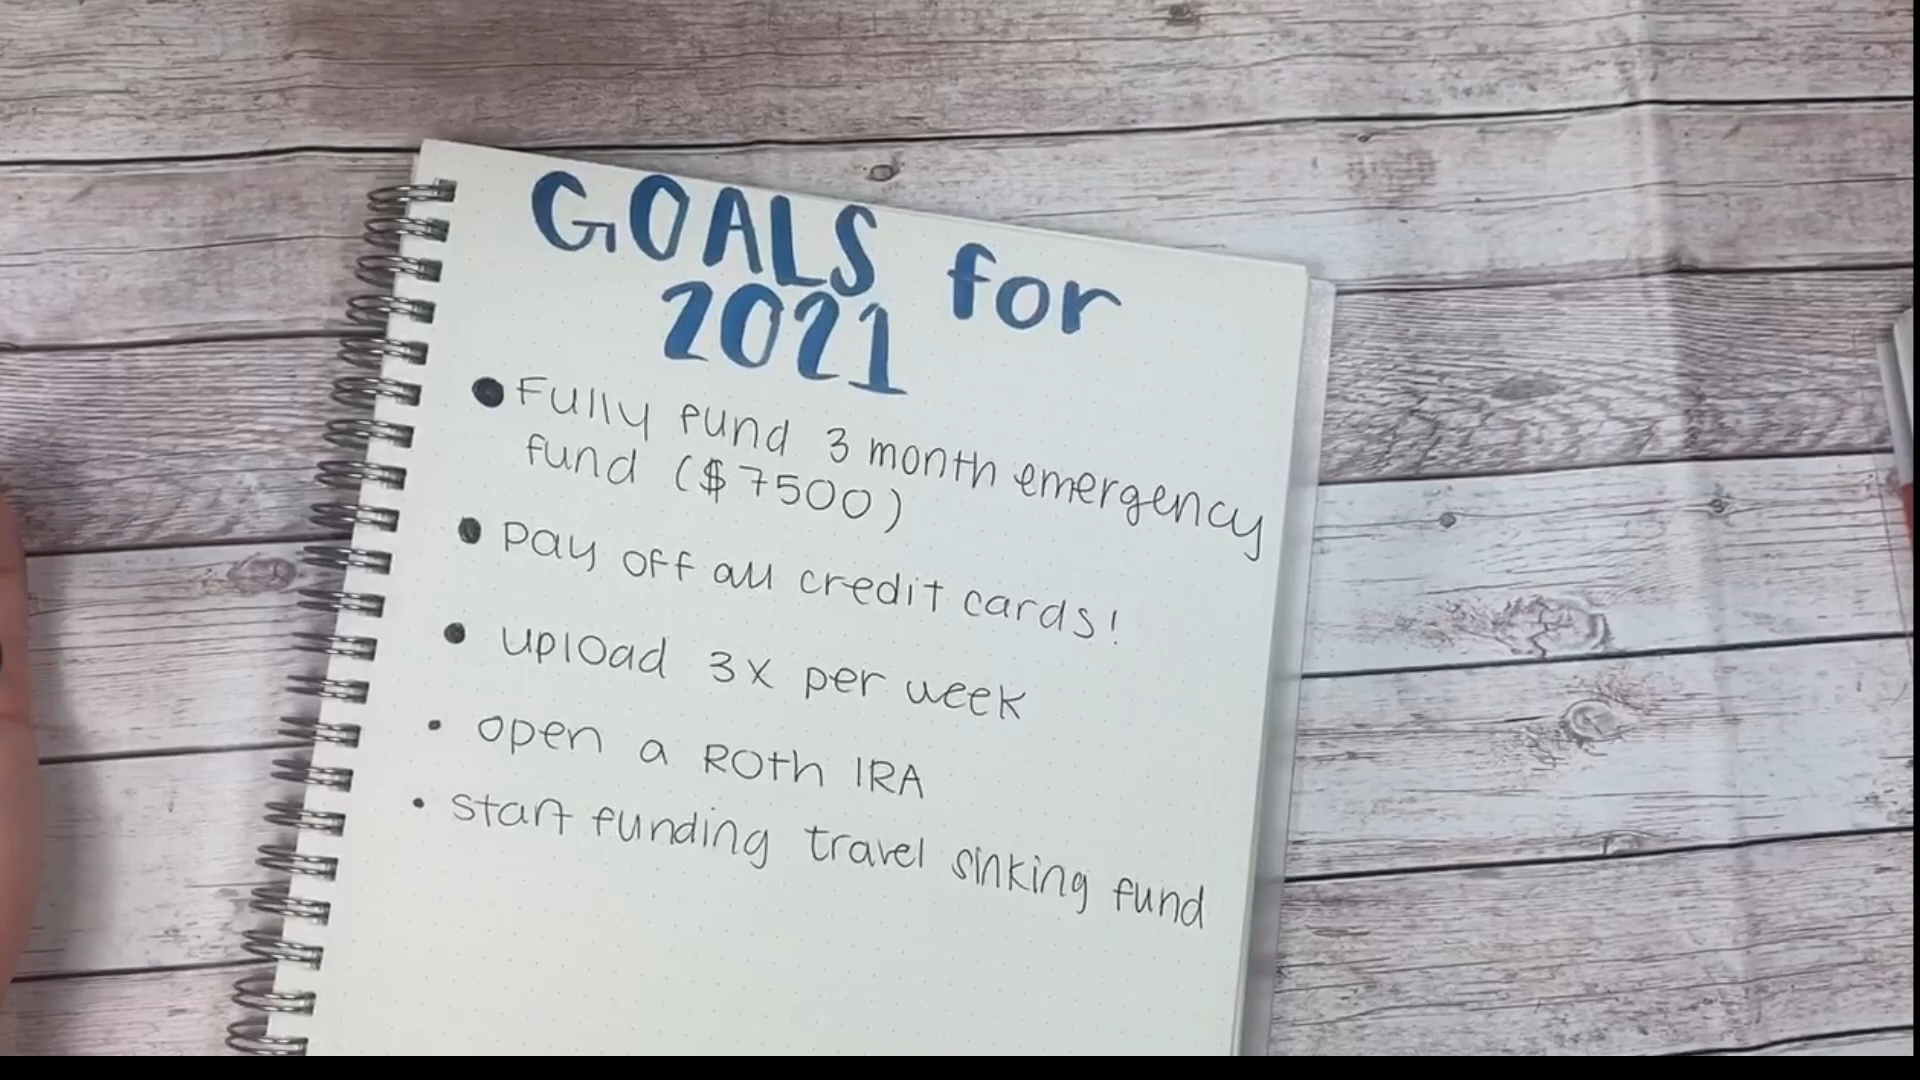 GOALS for
2021
Fully fund 3 month emergency
fund ($7500)
pay off all credit cards!
upload 3x per week
open a ROth IRA
start funding travel sinking fund